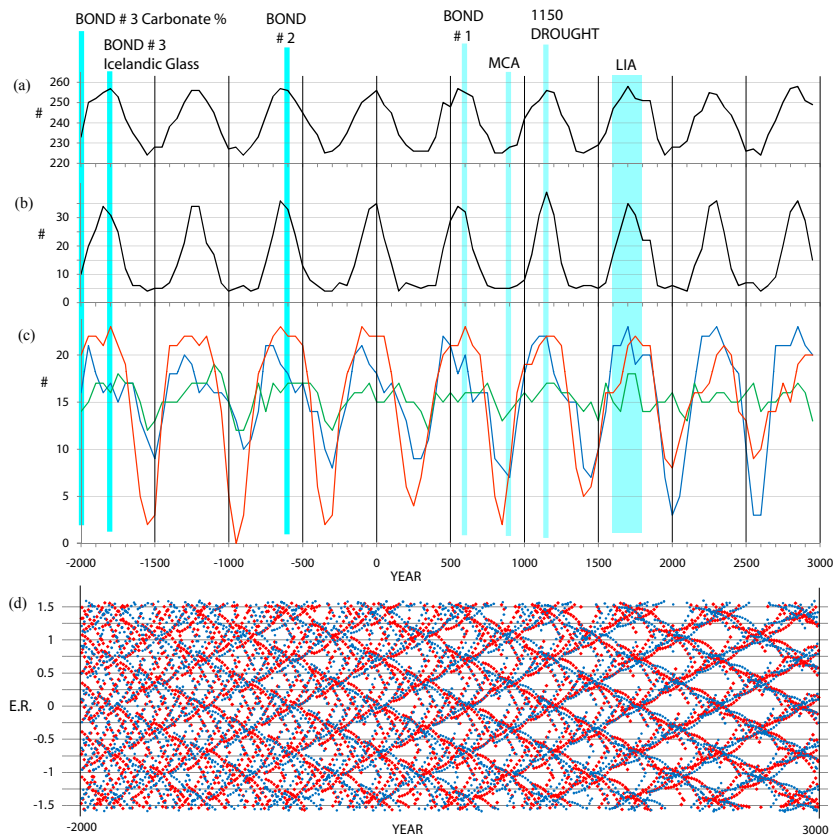 BOND # 3 Carbonate %
BOND # 3
Icelandic Glass
BOND
# 2
BOND
# 1
MCA
1150
DROUGHT
LIA
(a)
260
250
#
240
230
220
(b)
30
20
#
10
0
(c)
20
#
15
10
5
0
-2000 -1500 -1000 -500 0 500 1000 1500 2000 2500 3000
YEAR
(d)
1.5
1
0.5
E.R. 0
-0.5
-1
-1.5
-2000 YEAR 3000